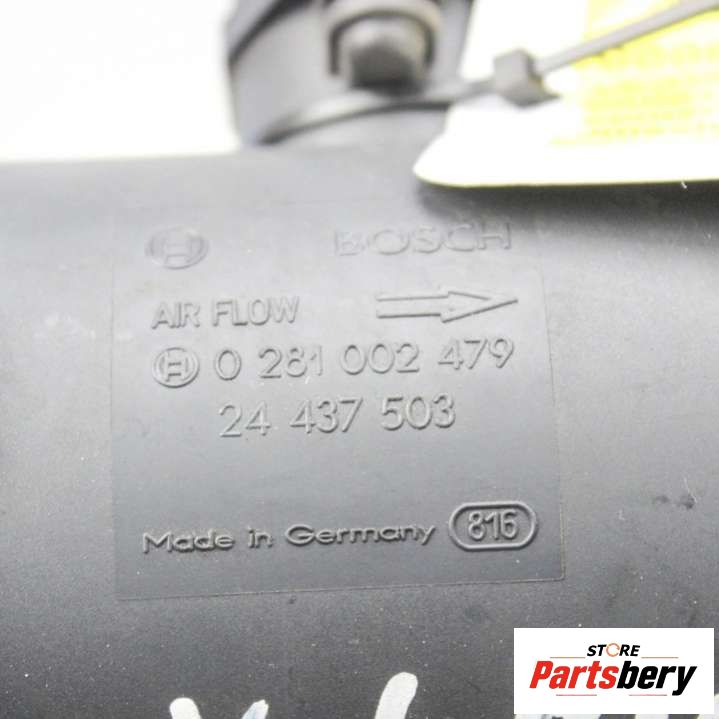 BOSCH
AIR FLOW
H 0 281 002 479
24 437 503
Made in Germany 816
STORE
Partsbery